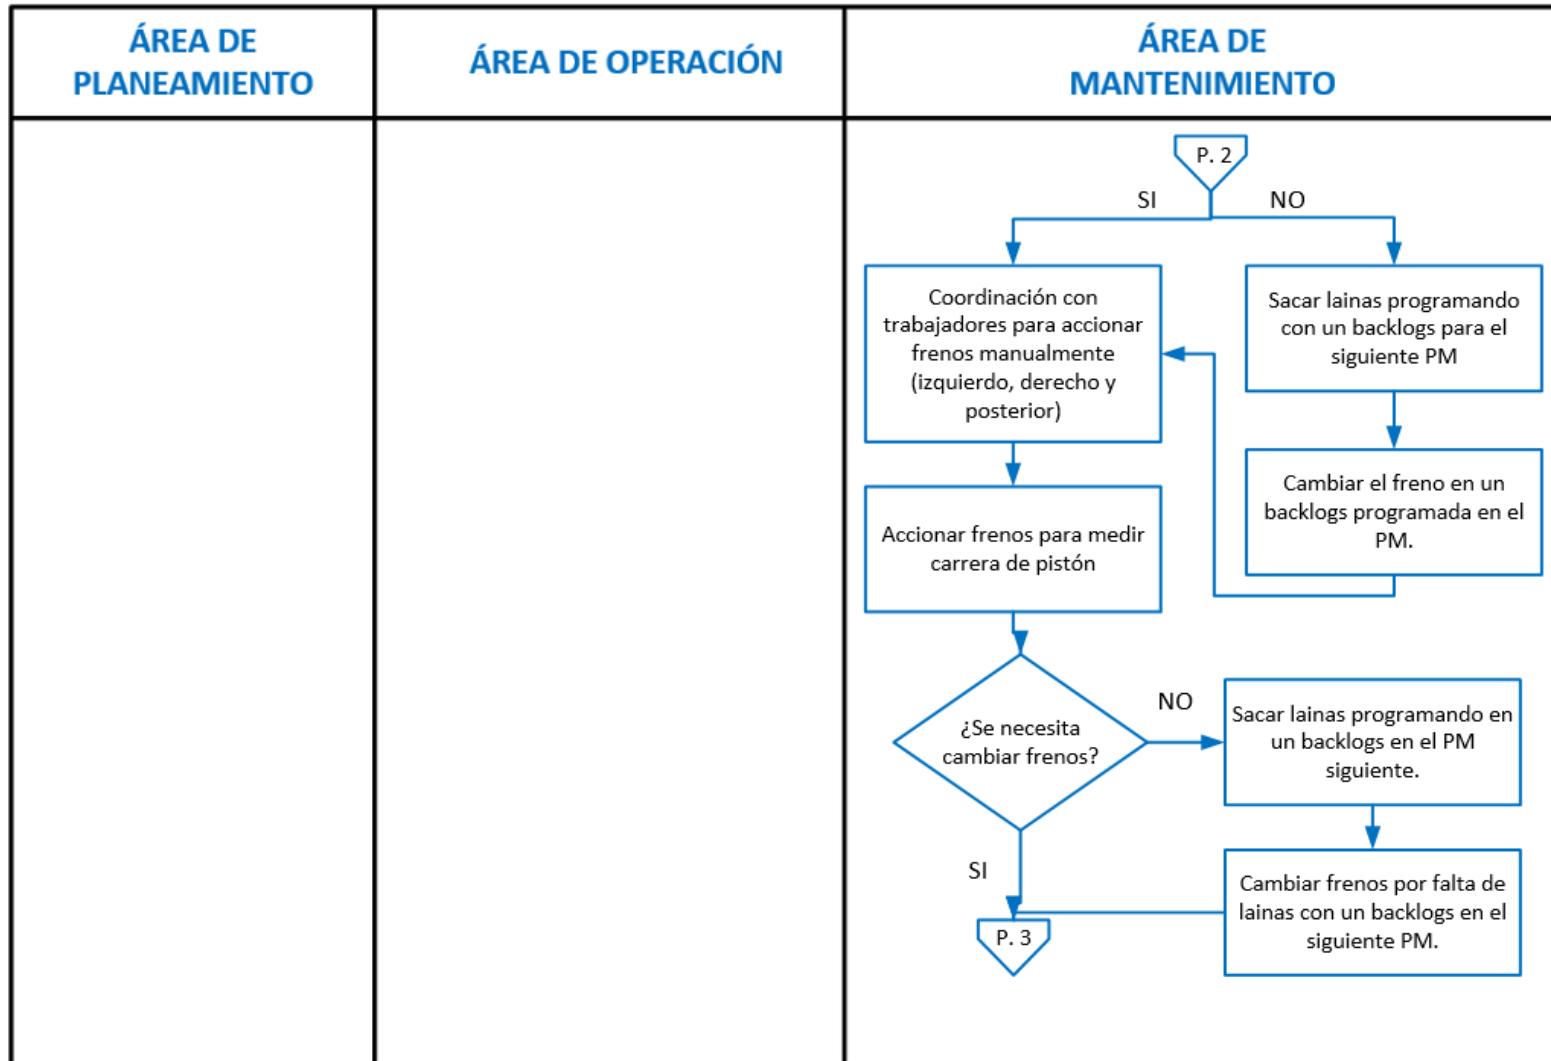 ÁREA DE
PLANEAMIENTO
ÁREA DE OPERACIÓN
ÁREA DE
MANTENIMIENTO
P. 2
SI
NO
Coordinación con
trabajadores para accionar
frenos manualmente
(izquierdo, derecho y
posterior)
Sacar lainas programando
con un backlogs para el
siguiente PM
Accionar frenos para medir
carrera de pistón
Cambiar el freno en un
backlogs programada en el
PM.
¿Se necesita
cambiar frenos?
NO
Sacar lainas programando en
un backlogs en el PM
siguiente.
SI
Cambiar frenos por falta de
lainas con un backlogs en el
siguiente PM.
P. 3